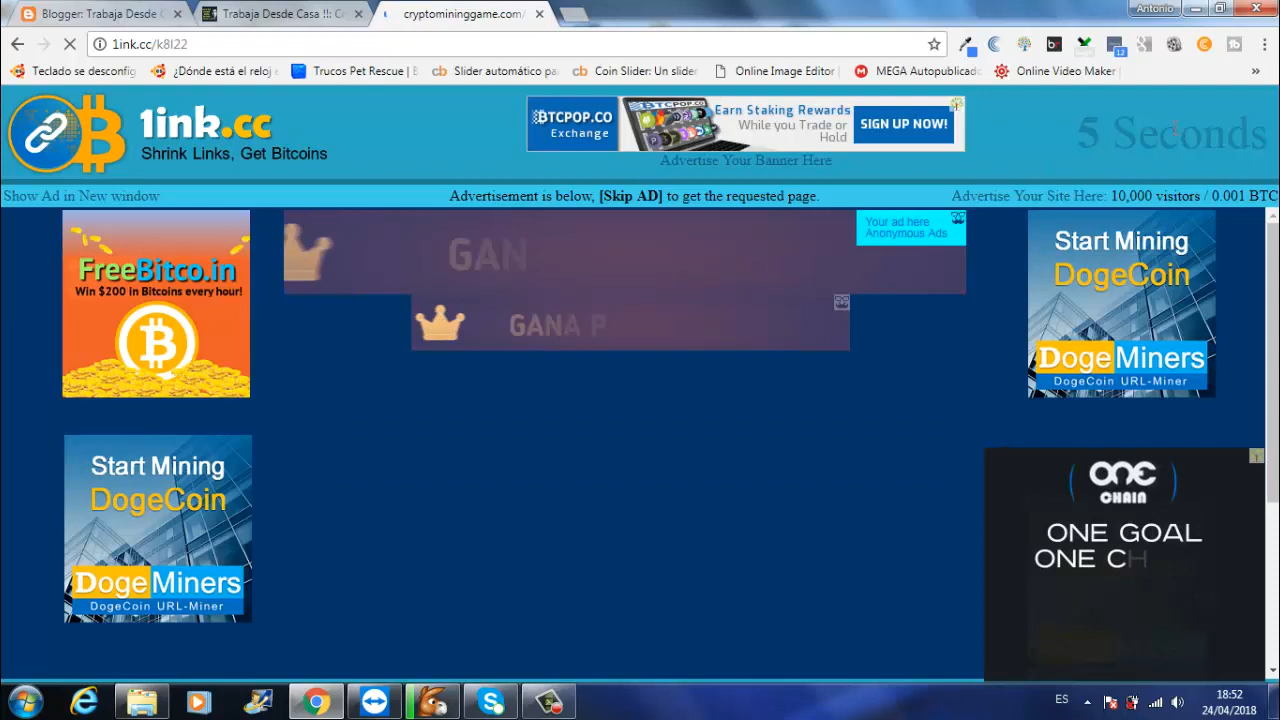 Blogger: Trabaja Desde C
Trabaja Desde Casa !!: C
cryptomininggame.com/
Antonio
1ink.cc/k8I22
12
Teclado se desconfig
¿Dónde está el reloj
Trucos Pet Rescue |
Slider automático pa
Coin Slider: Un slider
Online Image Editor
MEGA Autopublicad
Online Video Maker
»
1ink.cc
Shrink Links, Get Bitcoins
BTCPOP.CO
Exchange
Earn Staking Rewards
While you Trade or
Hold
SIGN UP NOW!
Advertise Your Banner Here
5 Seconds
Show Ad in New window
Advertisement is below, [Skip AD] to get the requested page.
Advertise Your Site Here: 10,000 visitors / 0.001 BTC
FreeBitco.in
Win $200 in Bitcoins every hour!
GAN
Your ad here
Anonymous Ads
GANA P
Start Mining
DogeCoin
DogeMiners
DogeCoin URL-Miner
Start Mining
DogeCoin
DogeMiners
DogeCoin URL-Miner
ONE
CHAIN
ONE GOAL
ONE CH
ES
18:52
24/04/2018